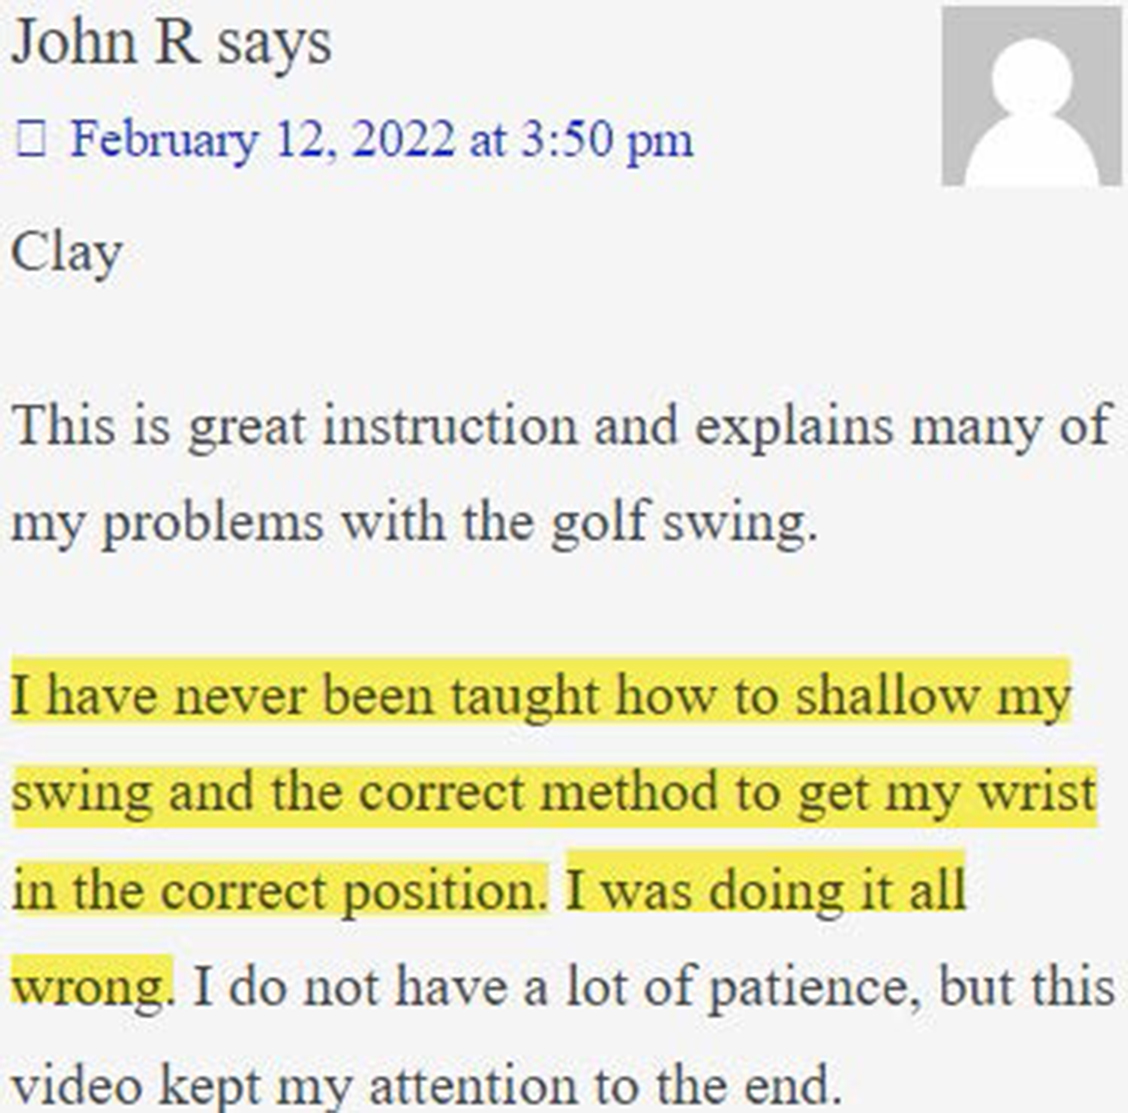 John R says
February 12, 2022 at 3:50 pm
Clay
This is great instruction and explains many of
my problems with the golf swing.
I have never been taught how to shallow my
swing and the correct method to get my wrist
in the correct position. I was doing it all
wrong. I do not have a lot of patience, but this
video kept my attention to the end.